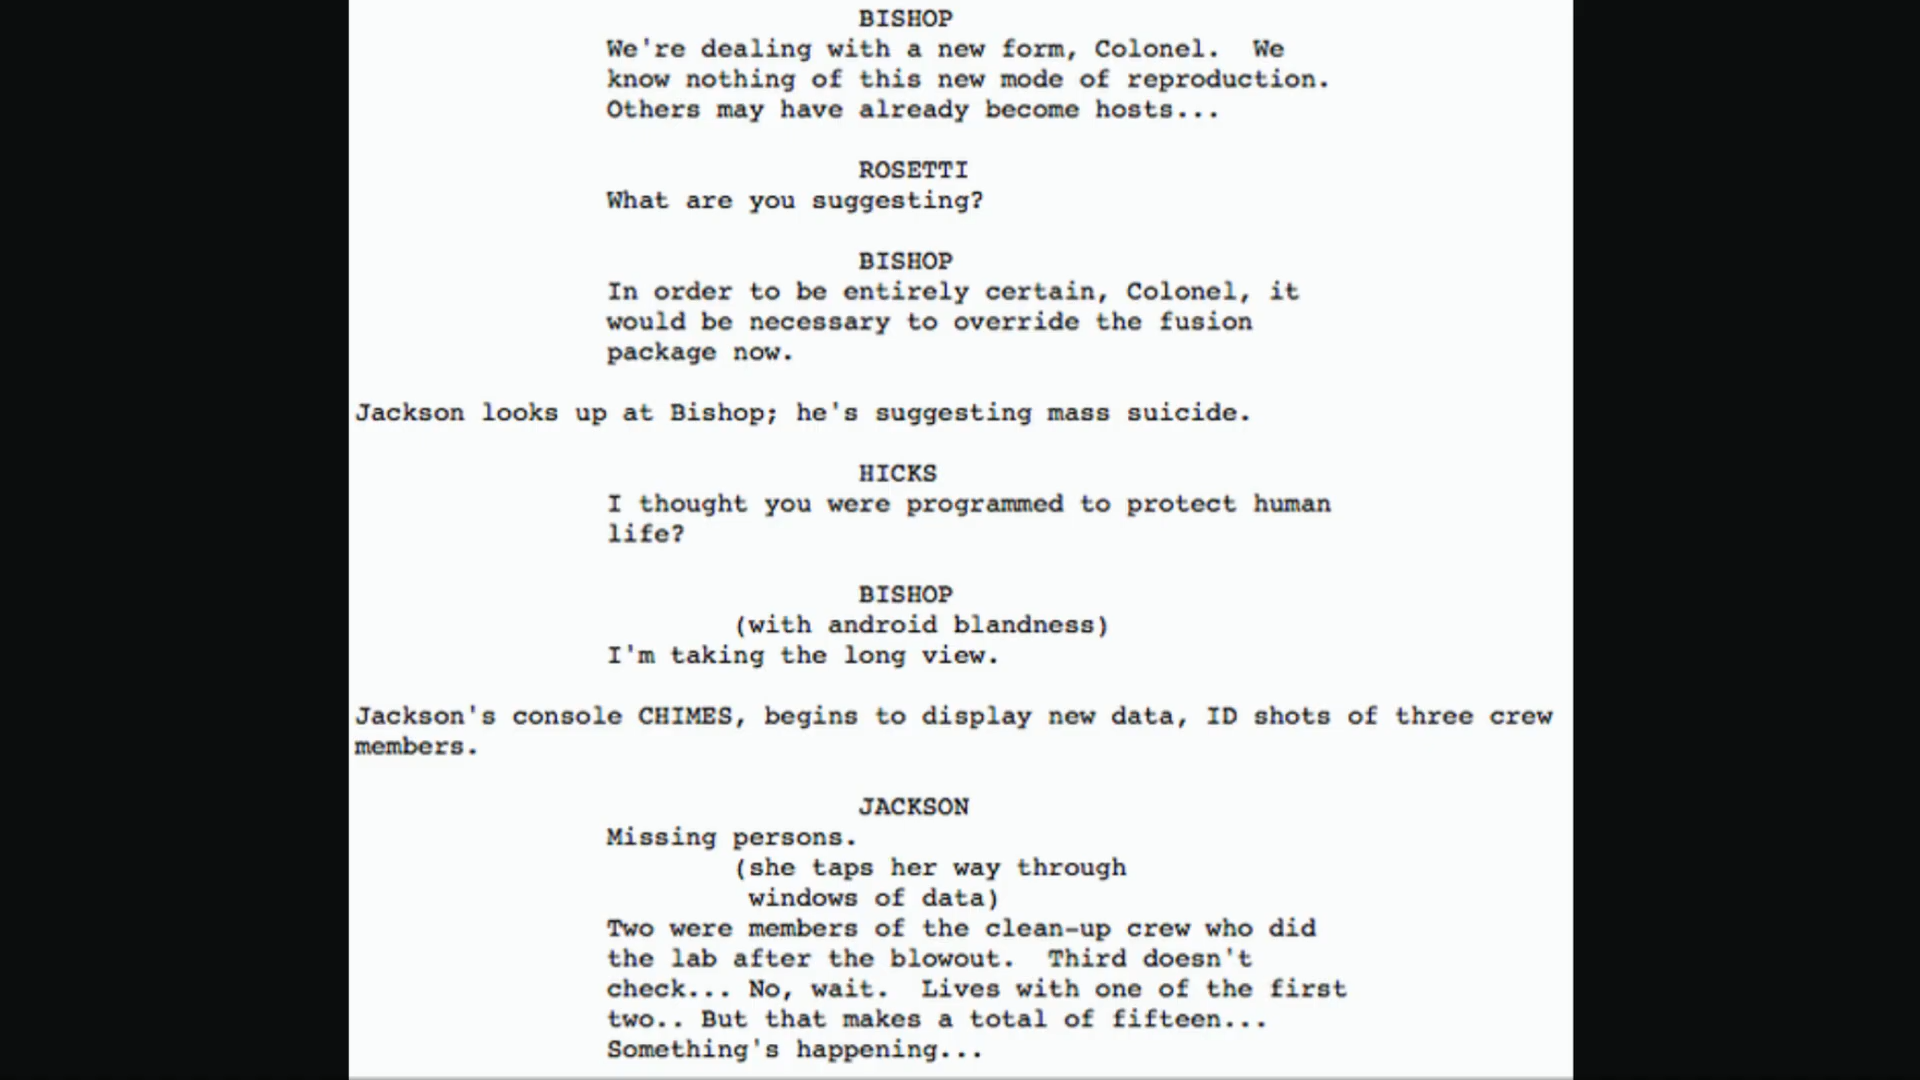 BISHOP
We're dealing with a new form, Colonel.  We
know nothing of this new mode of reproduction.
Others may have already become hosts...
ROSETTI
What are you suggesting?
BISHOP
In order to be entirely certain, Colonel, it
would be necessary to override the fusion
package now.
Jackson looks up at Bishop; he's suggesting mass suicide.
HICKS
I thought you were programmed to protect human
life?
BISHOP
(with android blandness)
I'm taking the long view.
Jackson's console CHIMES, begins to display new data, ID shots of three crew
members.
JACKSON
Missing persons.
(she taps her way through
windows of data)
Two were members of the clean-up crew who did
the lab after the blowout.  Third doesn't
check... No, wait.  Lives with one of the first
two.. But that makes a total of fifteen...
Something's happening...